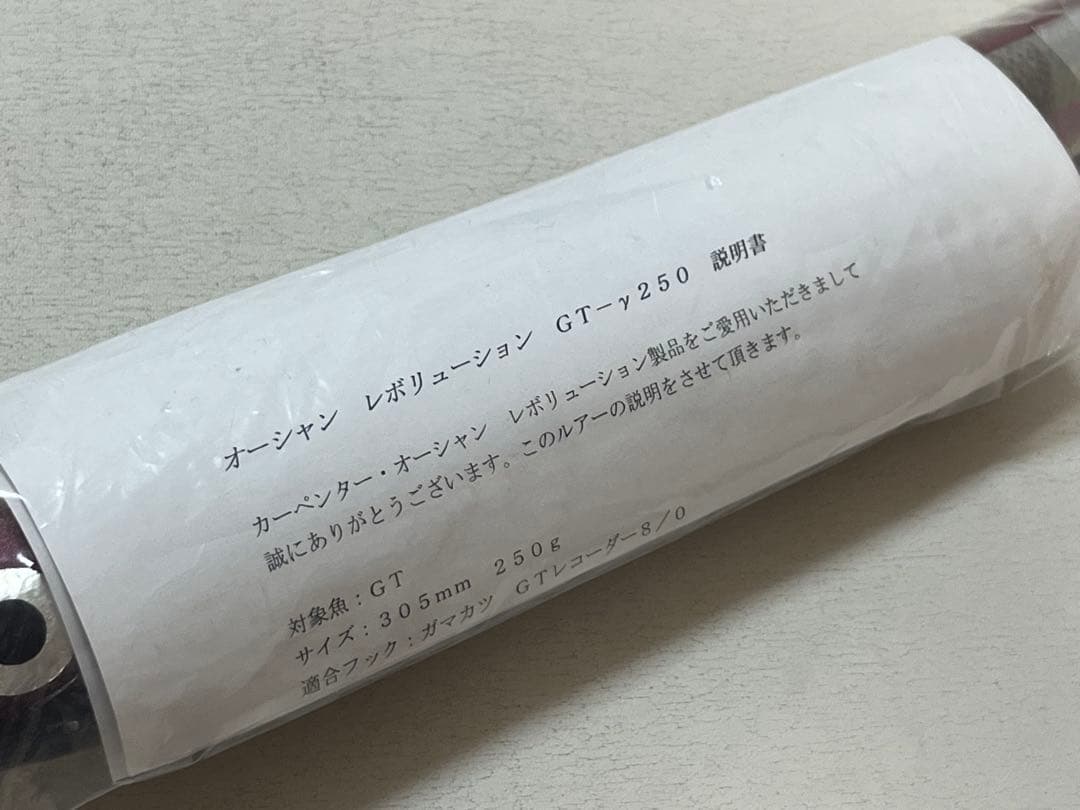 オーシャン レボリューション GT－γ250 説明書
カーペンター・オーシャン レボリューション製品をご愛用いただきまして
誠にありがとうございます。このルアーの説明をさせて頂きます。
対象魚：GT
サイズ：305mm 250g
適合フック：ガマカツ GTレコーダー8／0